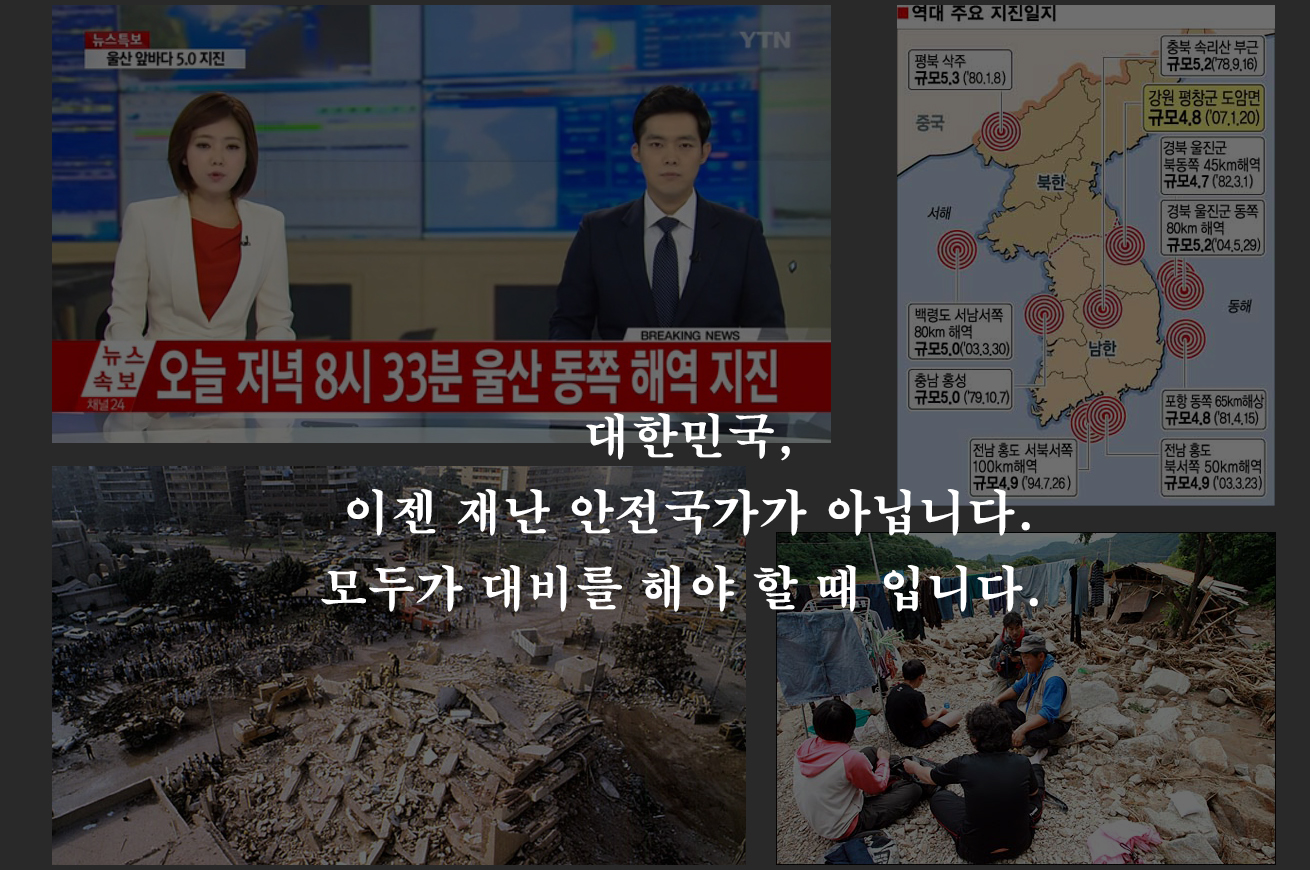 뉴스특보
울산 앞바다 5.0 지진
YTN
BREAKING NEWS
뉴스
속보
채널 24
오늘 저녁 8시 33분 울산 동쪽 해역 지진
역대 주요 지진일지
평북 삭주
규모5.3 ('80.1.8)
충북 속리산 부근
규모5.2('78.9.16)
강원 평창군 도암면
규모4.8 ('07.1.20)
중국
경북 울진군
북동쪽 45km해역
규모4.7 ('82.3.1)
북한
경북 울진군 동쪽
80km 해역
규모5.2('04.5.29)
서해
동해
백령도 서남서쪽
80km 해역
규모5.0('03.3.30)
남한
충남 홍성
규모5.0 ('79.10.7)
포항 동쪽 65km해상
규모4.8 ('81.4.15)
전남 홍도 서북서쪽
100km해역
규모4.9 ('94.7.26)
전남 홍도
북서쪽 50km해역
규모4.9 ('03.3.23)
대한민국,
이젠 재난 안전국가가 아닙니다.
모두가 대비를 해야 할 때 입니다.